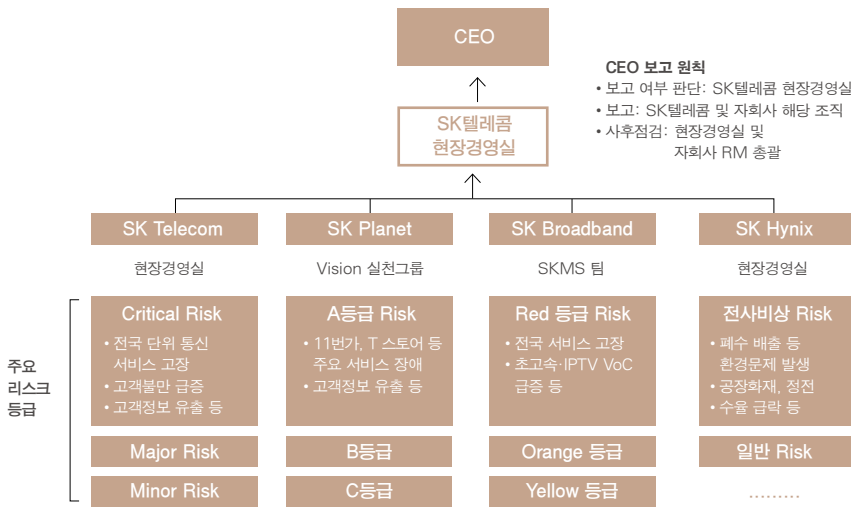 CEO
CEO 보고 원칙
• 보고 여부 판단: SK텔레콤 현장경영실
• 보고: SK텔레콤 및 자회사 해당 조직
• 사후점검: 현장경영실 및
자회사 RM 총괄
SK텔레콤
현장경영실
SK Telecom
SK Planet
SK Broadband
SK Hynix
현장경영실
Vision 실천그룹
SKMS 팀
현장경영실
주요
리스크
등급
Critical Risk
• 전국 단위 통신
서비스 고장
• 고객불만 급증
• 고객정보 유출 등
A등급 Risk
• 11번가, T 스토어 등
주요 서비스 장애
• 고객정보 유출 등
Red 등급 Risk
• 전국 서비스 고장
• 초고속·IPTV VoC
급증 등
전사비상 Risk
• 폐수 배출 등
환경문제 발생
• 공장화재, 정전
• 수율 급락 등
Major Risk
B등급
Orange 등급
일반 Risk
Minor Risk
C등급
Yellow 등급
.........